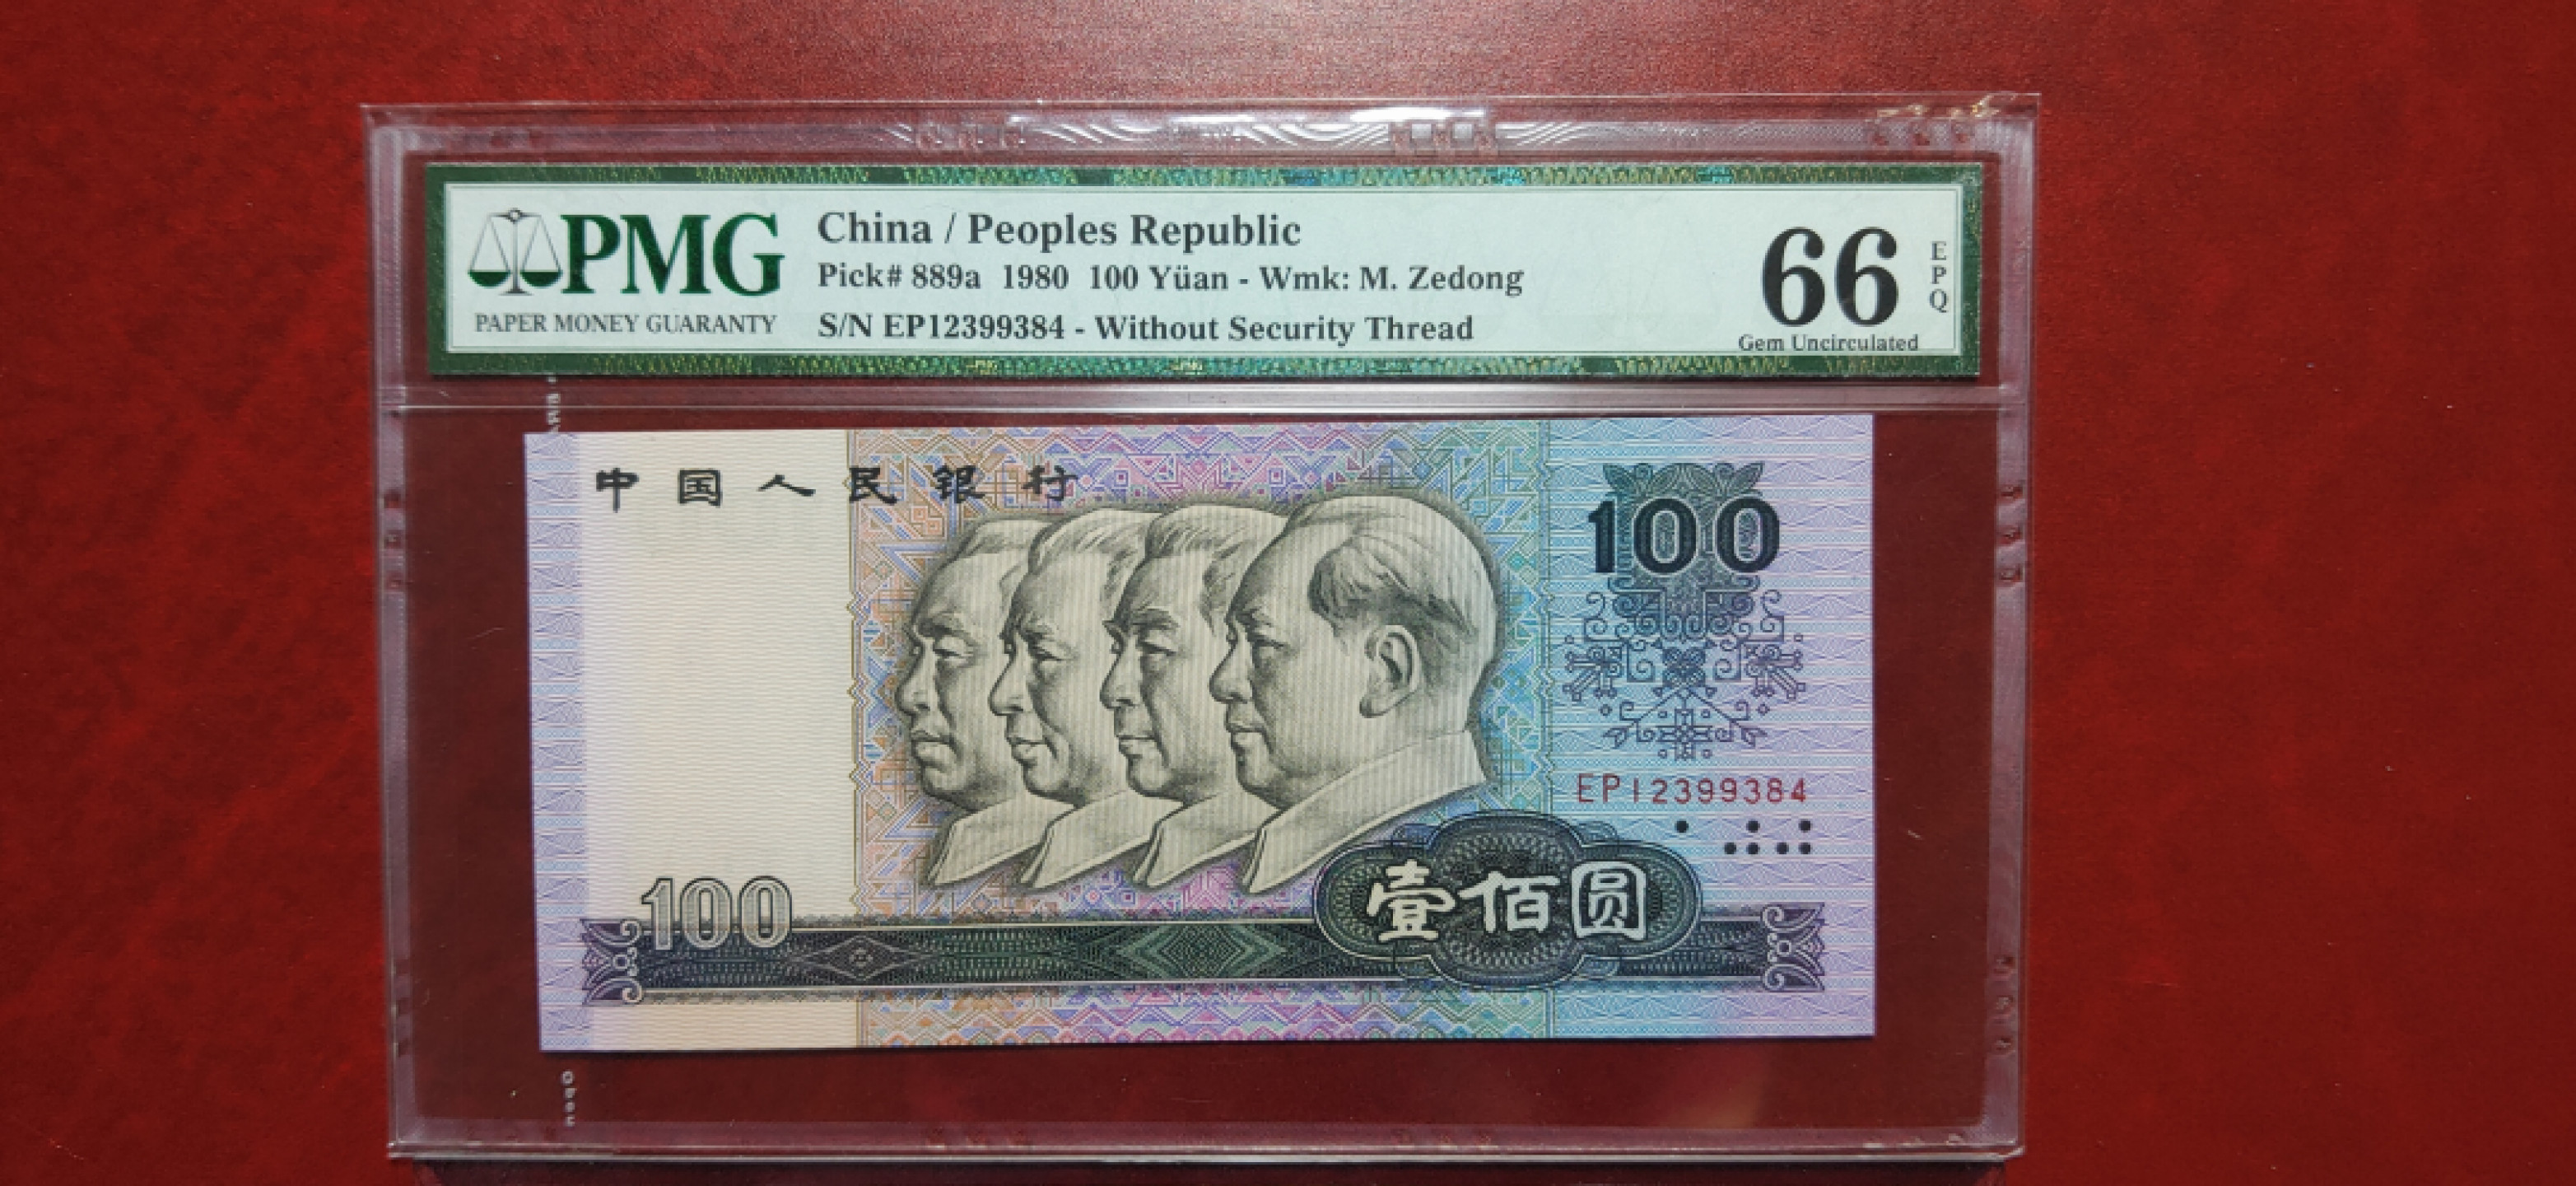 PMG
PAPER MONEY GUARANTY
China / Peoples Republic
Pick# 889a 1980 100 Yüan - Wmk: M. Zedong
S/N EP12399384 - Without Security Thread
66
EPQ
Gem Uncirculated
中国人民银行
100
EP12399384
100
壹佰圆